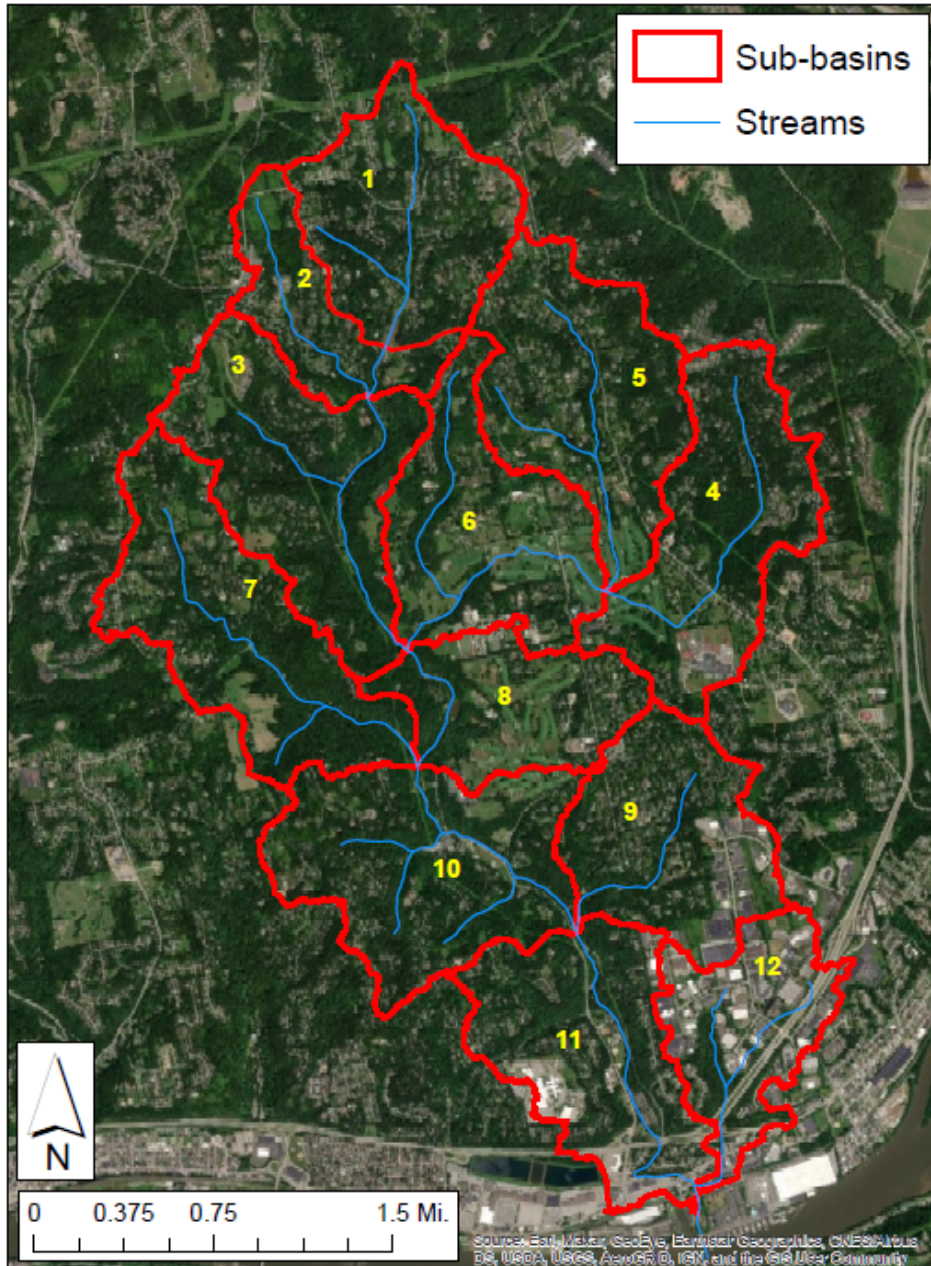 Sub-basins
Streams
1
2
3
5
4
6
7
8
9
10
12
11
N
0 0.375 0.75 1.5 Mi.
Source: Esri, Maxar, GeoEye, Earthstar Geographics, CNES/Airbus
DS, USDA, USGS, AeroGRID, IGN, and the GIS User Community